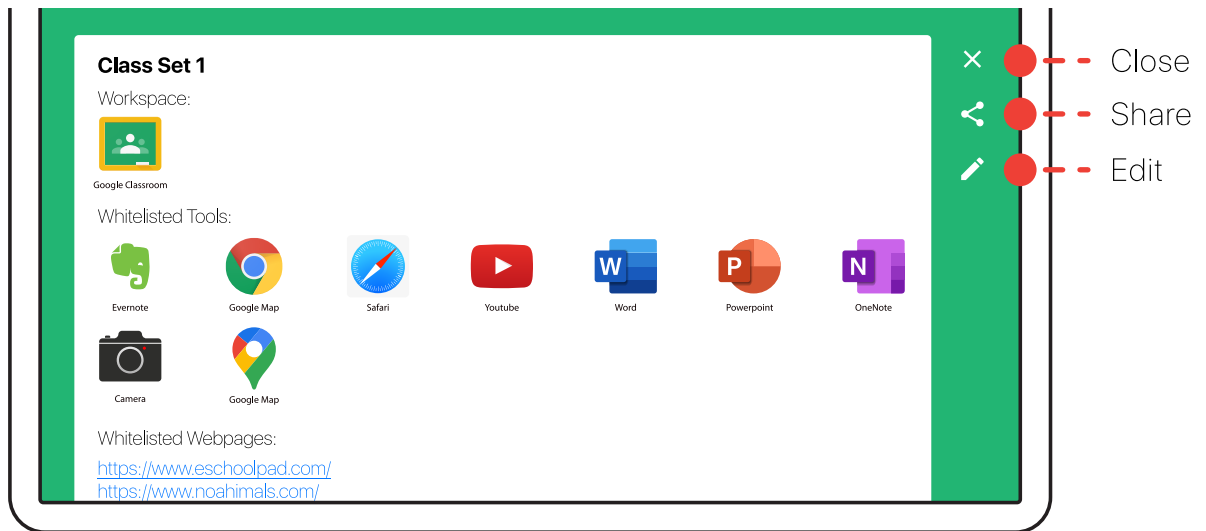 Class Set 1
Workspace:
Google Classroom
Whitelisted Tools:
W P N
Evernote Google Map Safari Youtube Word Powerpoint OneNote
Camera Google Map
Whitelisted Webpages:
https://www.eschoolpad.com/
https://www.noahimals.com/
Close
Share
Edit